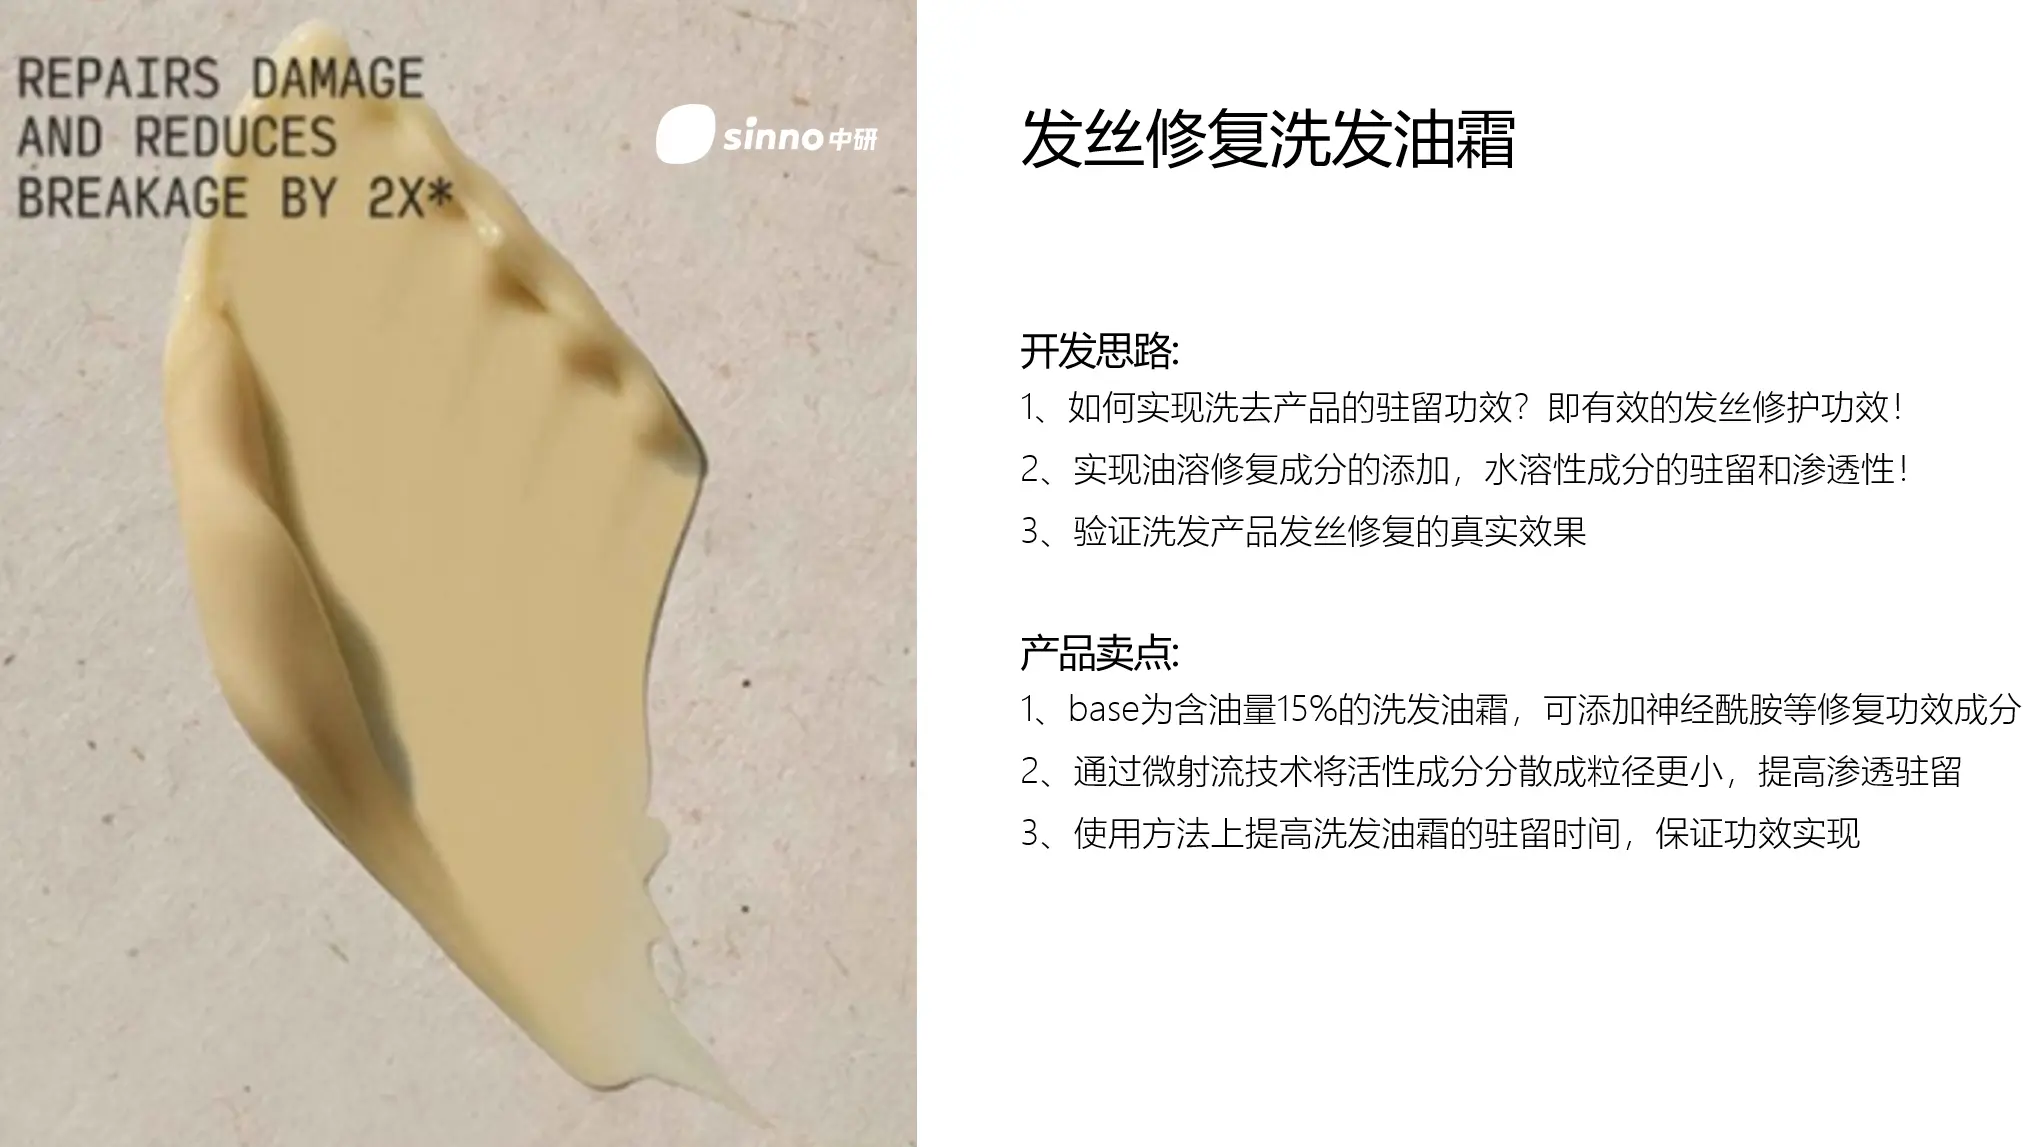 REPAIRS DAMAGE
AND REDUCES
BREAKAGE BY 2X*
sinno中研
发丝修复洗发油霜
开发思路:
1、如何实现洗去产品的驻留功效？即有效的发丝修护功效！
2、实现油溶修复成分的添加，水溶性成分的驻留和渗透性！
3、验证洗发产品发丝修复的真实效果
产品卖点:
1、base为含油量15%的洗发油霜，可添加神经酰胺等修复功效成分
2、通过微射流技术将活性成分分散成粒径更小，提高渗透驻留
3、使用方法上提高洗发油霜的驻留时间，保证功效实现